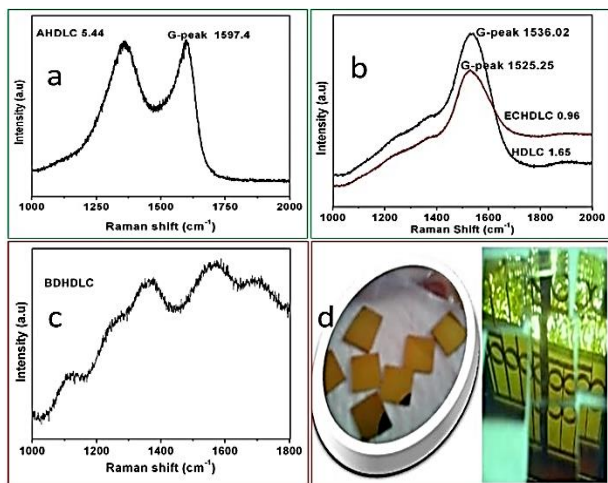 AHDLC 5.44
G-peak 1597.4
a
Intensity (a.u)
1000 1250 1500 1750 2000
Raman shift (cm⁻¹)
G-peak 1536.02
b
G-peak 1525.25
ECHDLC 0.96
HDLC 1.65
Intensity (a.u)
1000 1200 1400 1600 1800 2000
Raman shift (cm⁻¹)
BDHDLC
c
Intensity (a.u)
1000 1200 1400 1600 1800
Raman shift (cm⁻¹)
d